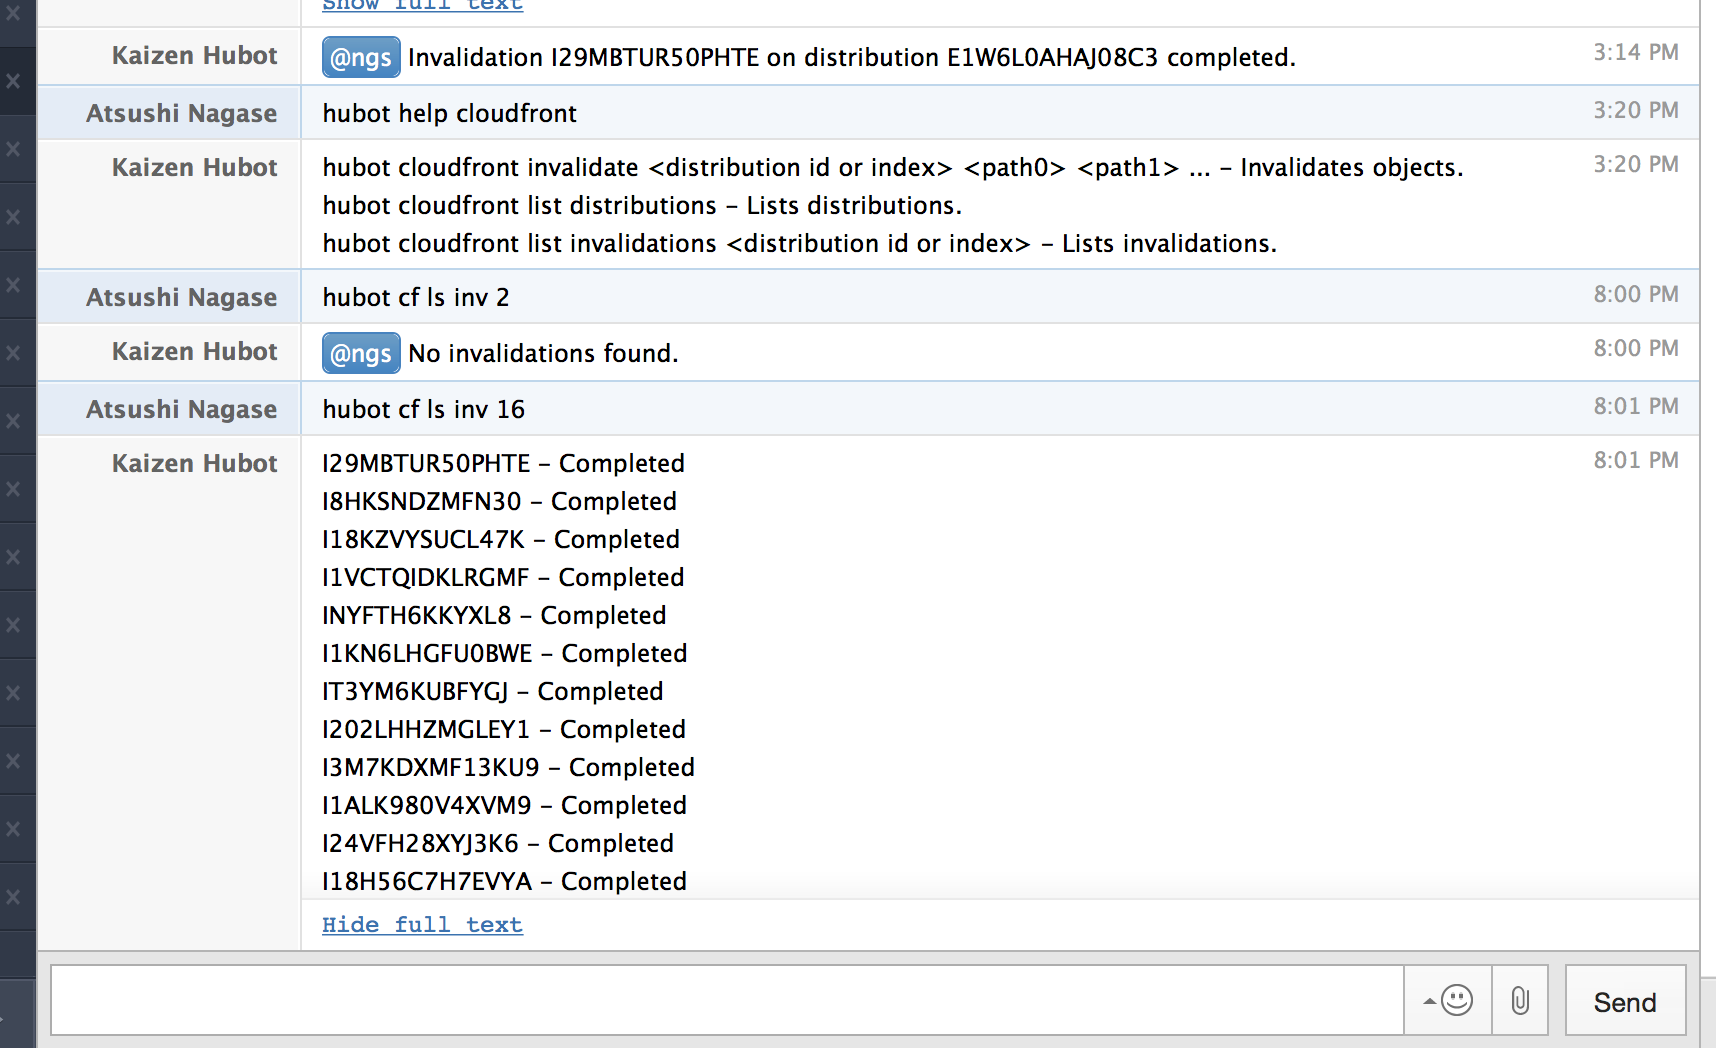 Show full text
Kaizen Hubot @ngs Invalidation I29MBTUR50PHTE on distribution E1W6L0AHAJ08C3 completed. 3:14 PM
Atsushi Nagase hubot help cloudfront 3:20 PM
Kaizen Hubot hubot cloudfront invalidate <distribution id or index> <path0> <path1> ... – Invalidates objects. 3:20 PM
hubot cloudfront list distributions – Lists distributions.
hubot cloudfront list invalidations <distribution id or index> – Lists invalidations.
Atsushi Nagase hubot cf ls inv 2 8:00 PM
Kaizen Hubot @ngs No invalidations found. 8:00 PM
Atsushi Nagase hubot cf ls inv 16 8:01 PM
Kaizen Hubot I29MBTUR50PHTE – Completed 8:01 PM
I8HKSNDZMFN30 – Completed
I18KZVYSUCL47K – Completed
I1VCTQIDKLRGMF – Completed
INYFTH6KKYXL8 – Completed
I1KN6LHGFU0BWE – Completed
IT3YM6KUBFYGJ – Completed
I202LHHZMGLEY1 – Completed
I3M7KDXMF13KU9 – Completed
I1ALK980V4XVM9 – Completed
I24VFH28XYJ3K6 – Completed
I18H56C7H7EVYA – Completed
Hide full text
Send